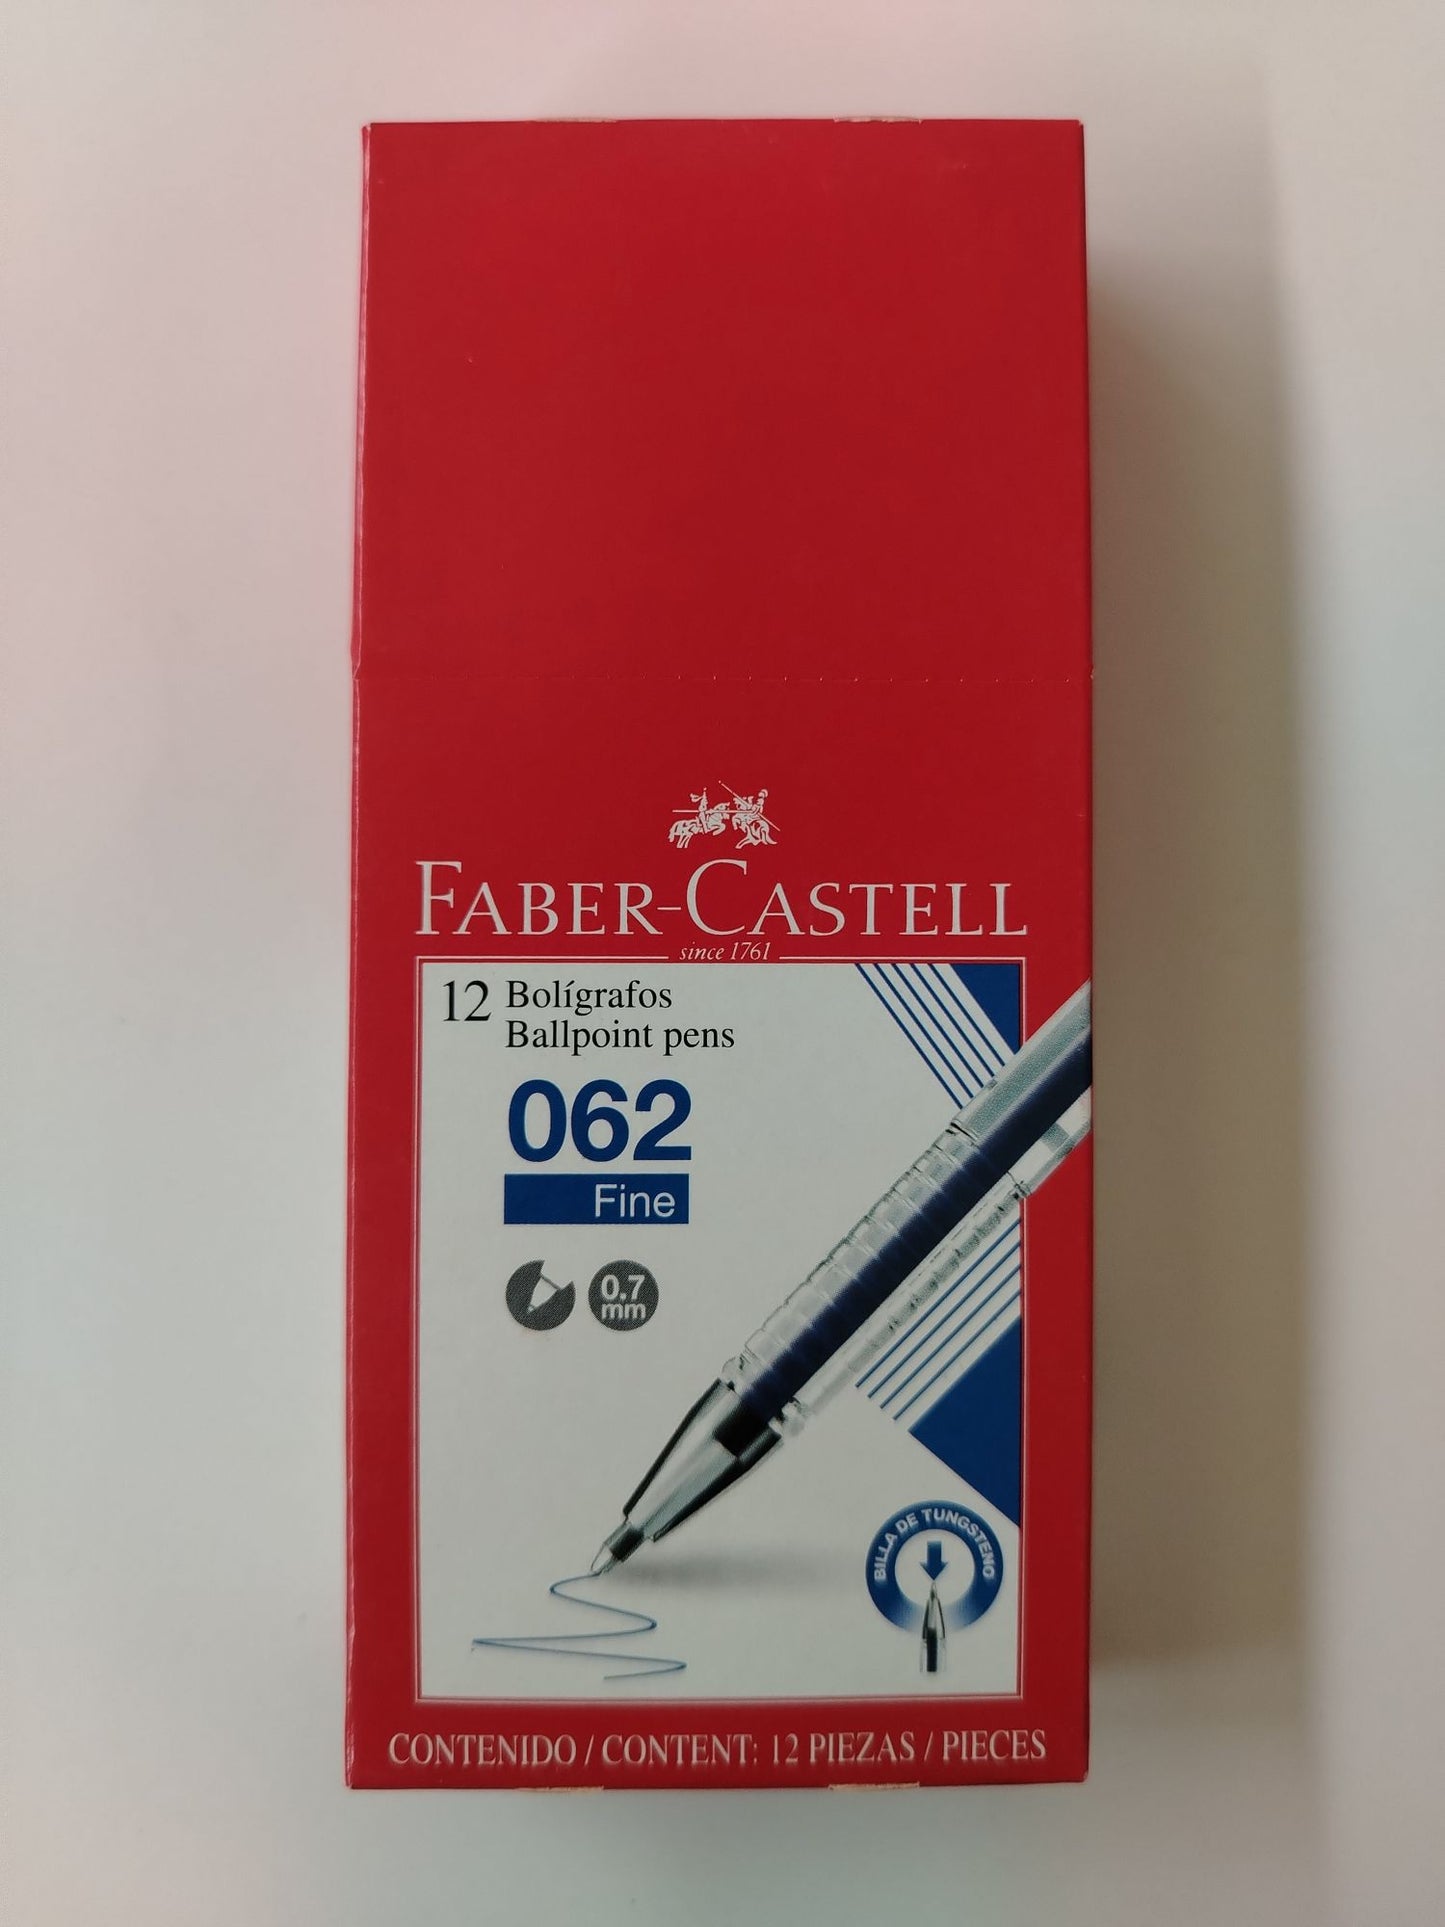 FABER-CASTELL
since 1761
12 Bolígrafos
Ballpoint pens
062
Fine
0.7
mm
BILLA DE TUNGSTENO
CONTENIDO / CONTENT: 12 PIEZAS / PIECES